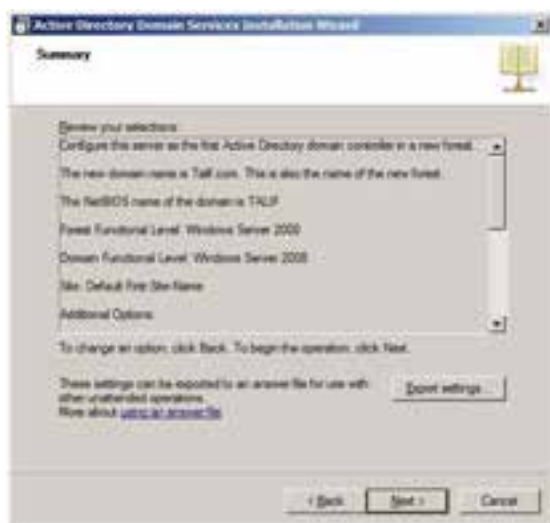 Active Directory Domain Services Installation Wizard
Summary
Review your selections:
Configure this server as the first Active Directory domain controller in a new forest.
The new domain name is Talif.com. This is also the name of the new forest.
The NetBIOS name of the domain is TALIF
Forest Functional Level: Windows Server
Domain Functional Level: Windows Server 2008
Site: Default-First-Site-Name
Additional Options:
To change an option, click Back. To begin the operation, click Next.
These settings can be exported to an answer file for use with
other unattended operations.
More about using an answer file
Export settings...
< Back
Next >
Cancel